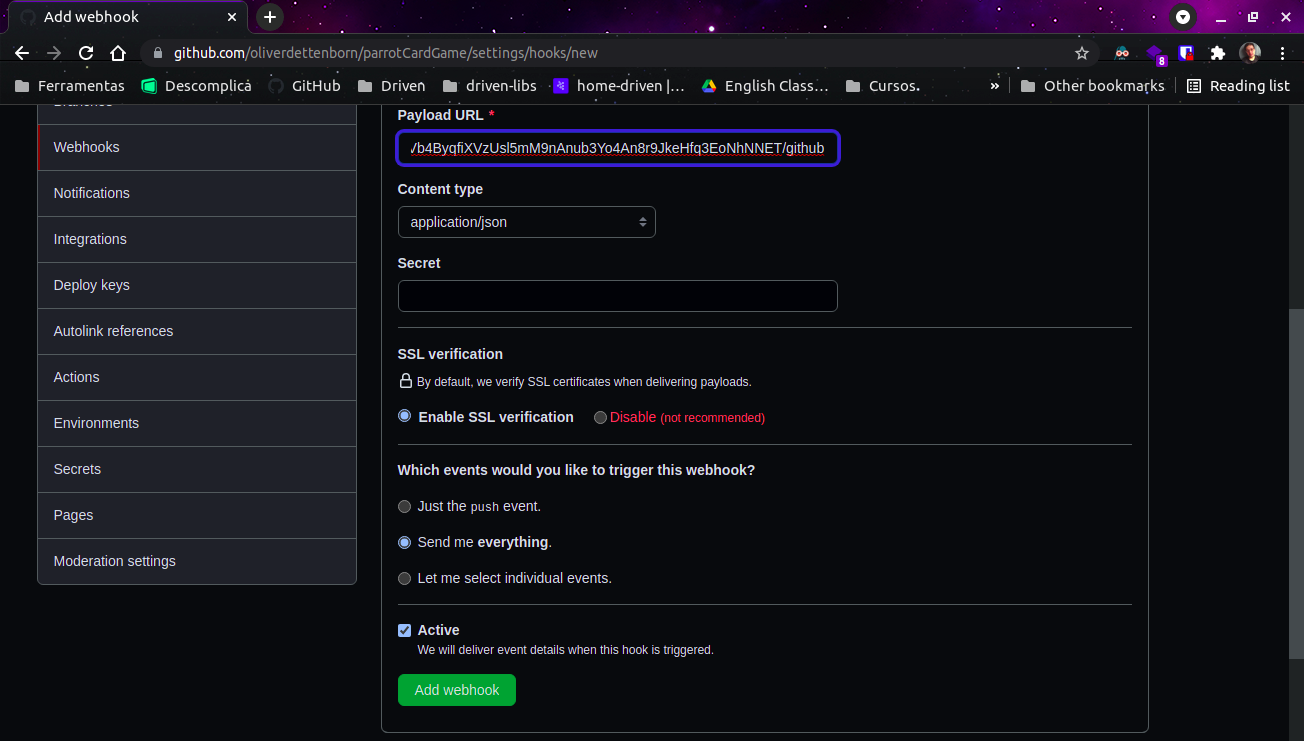 Add webhook
github.com/oliverdettenborn/parrotCardGame/settings/hooks/new
8
Ferramentas Descomplica GitHub Driven driven-libs home-driven |... English Class... Cursos. » Other bookmarks Reading list
Branches
Webhooks
Notifications
Integrations
Deploy keys
Autolink references
Actions
Environments
Secrets
Pages
Moderation settings
Payload URL *
Vb4ByqfiXVzUsl5mM9nAnub3Yo4An8r9JkeHfq3EoNhNNET/github
Content type
application/json
Secret
SSL verification
By default, we verify SSL certificates when delivering payloads.
Enable SSL verification Disable (not recommended)
Which events would you like to trigger this webhook?
Just the push event.
Send me everything.
Let me select individual events.
Active
We will deliver event details when this hook is triggered.
Add webhook